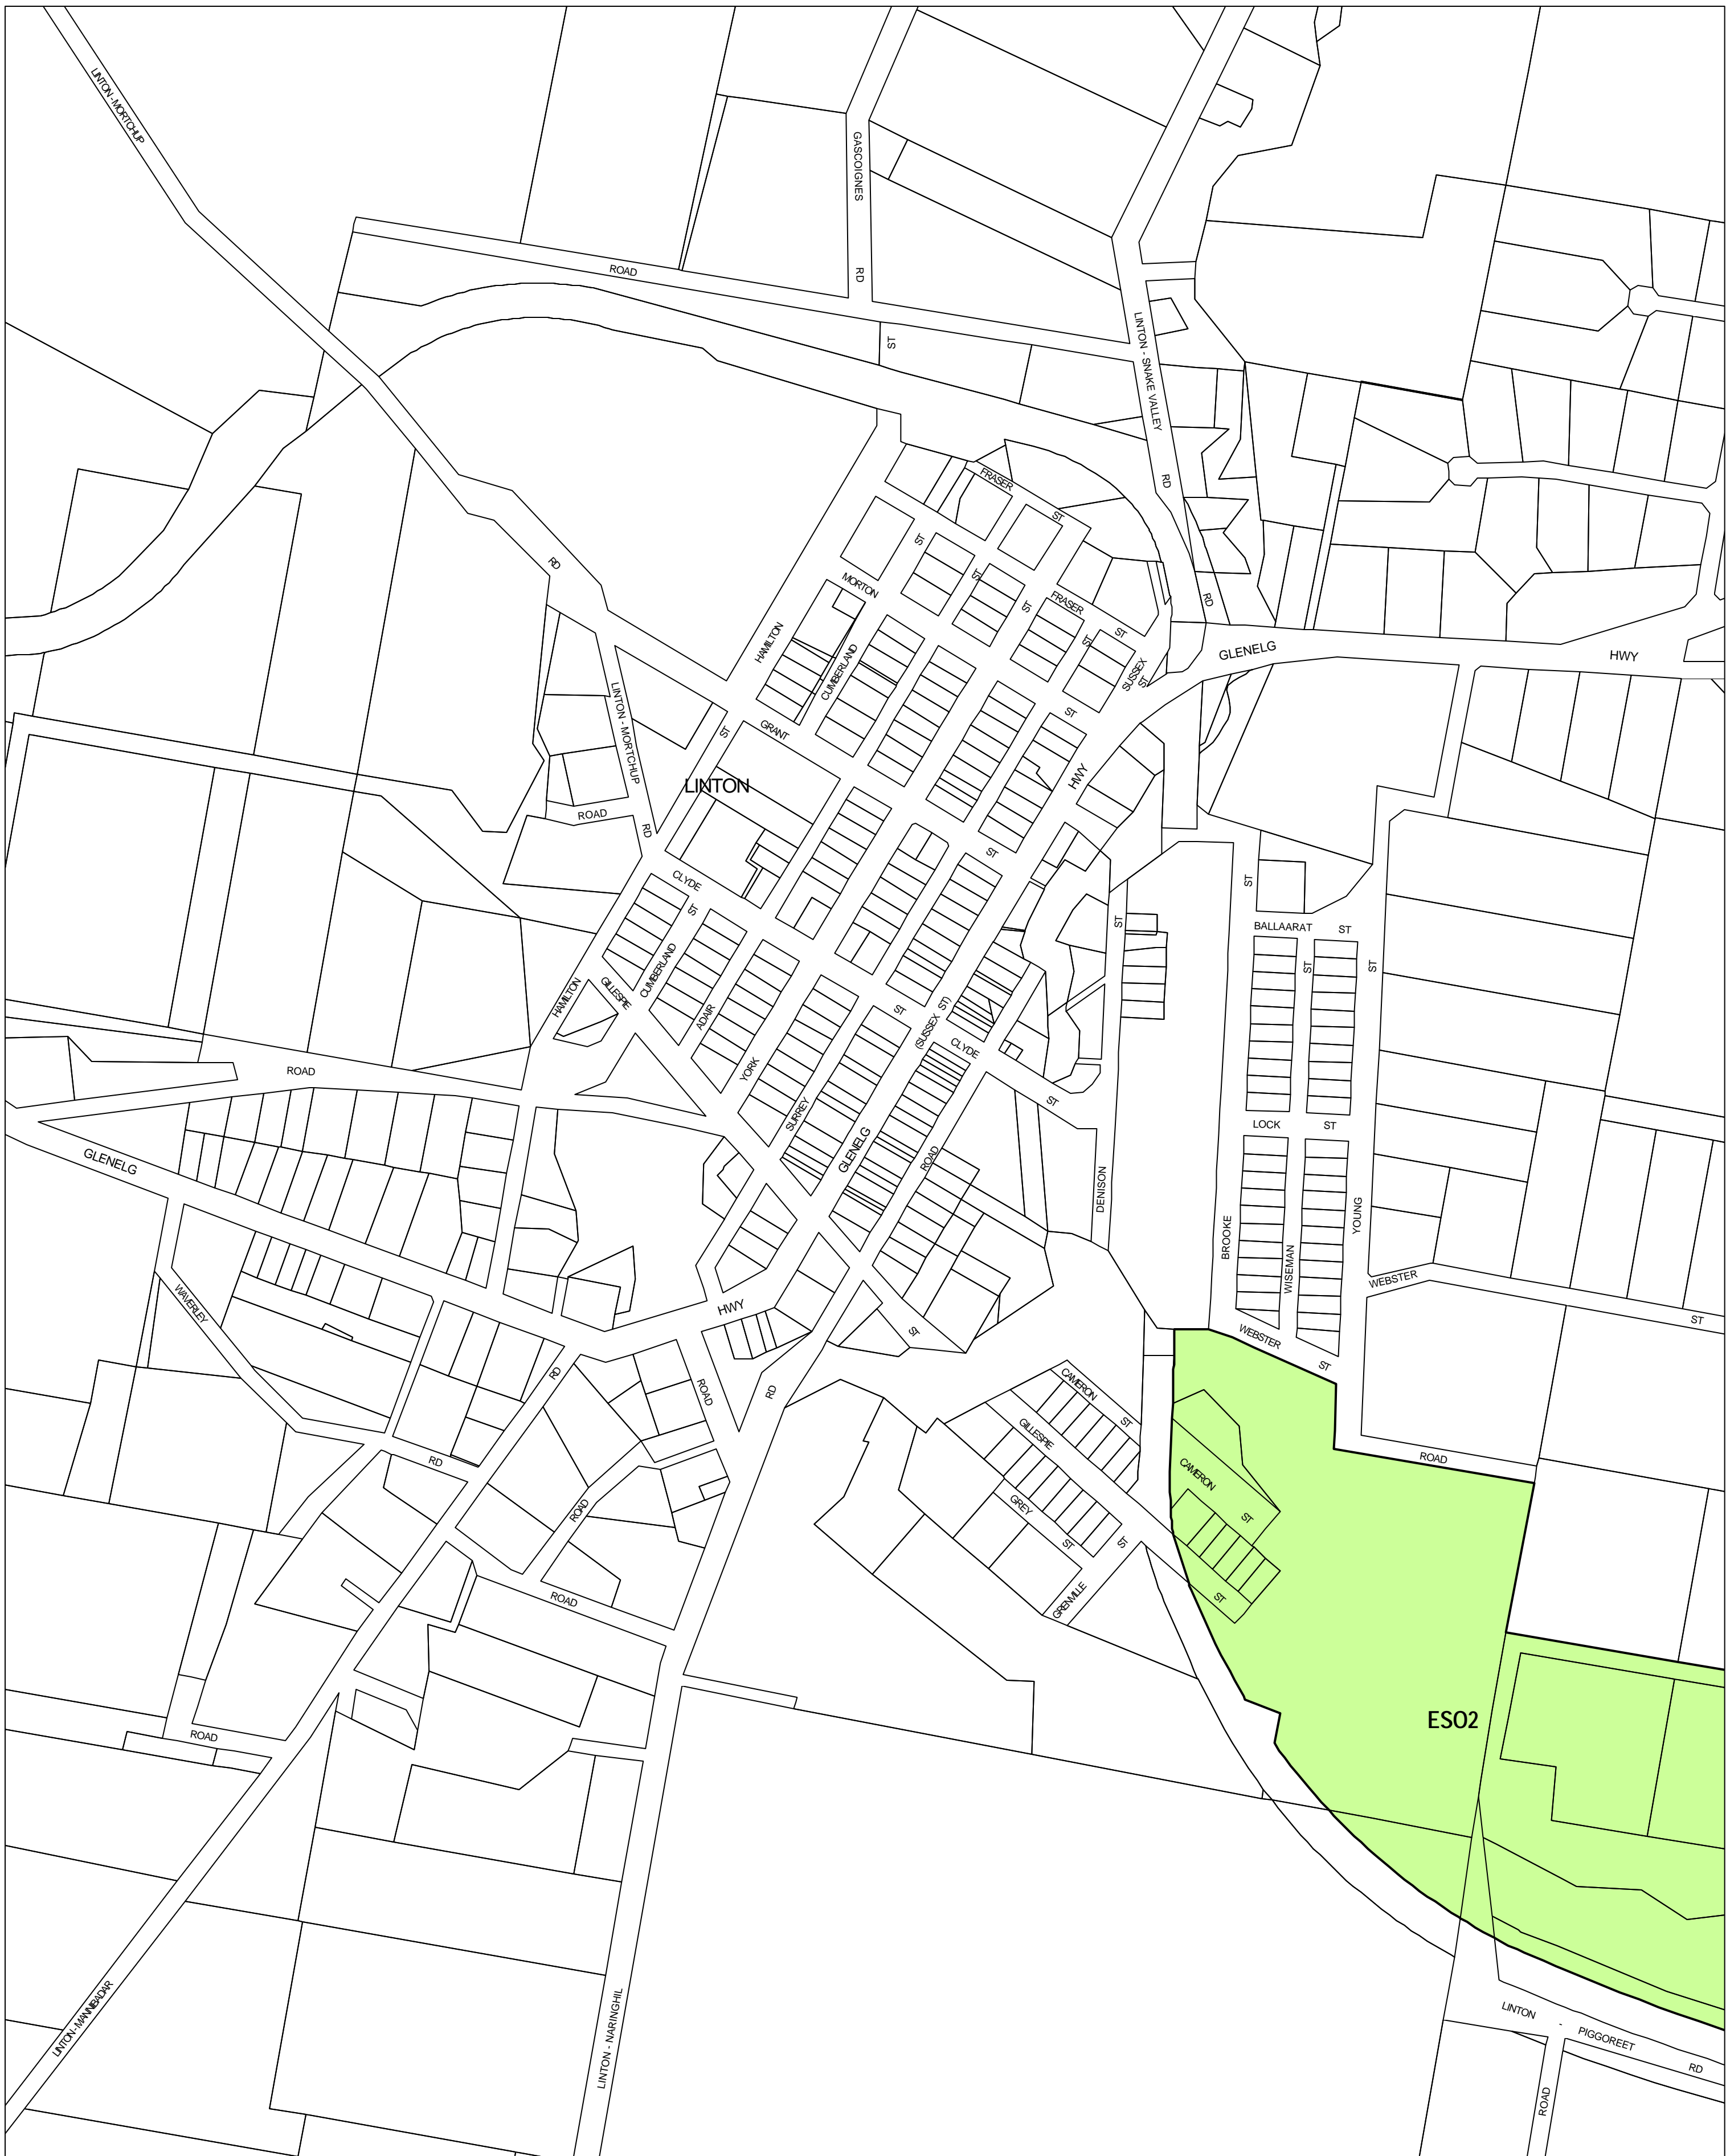 LINTON - MORTCHUP
GASCOIGNES
RD
ROAD
ST
LINTON - SNAKE VALLEY
RD
FRASER
ST
ST
ST
RD
MORTON
ST
FRASER
ST
RD
HAMILTON
CUMBERLAND
ST
SUSSEX
ST
GLENELG
HWY
LINTON - MORTCHUP
ST
GRANT
ST
LINTON
HWY
ROAD
RD
ST
CLYDE
ST
ST
BALLAARAT
ST
ST
CUMBERLAND
ST
ST
HAMILTON
GILLESPIE
ADAIR
ST
(SUSSEX
ST)
CLYDE
ROAD
YORK
ST
SURREY
LOCK
ST
GLENELG
GLENELG
ROAD
DENISON
BROOKE
YOUNG
WISEMAN
WEBSTER
WAVERLEY
HWY
ST
ST
WEBSTER
ST
RD
ROAD
RD
CAMERON
ST
GILLESPIE
RD
ROAD
CAMERON
ST
ROAD
GREY
ST
ST
GRENVILLE
ST
ROAD
ESO2
ROAD
LINTON - MANNIBADAR
LINTON - NARINGHIL
LINTON - PIGGOREET
RD
ROAD